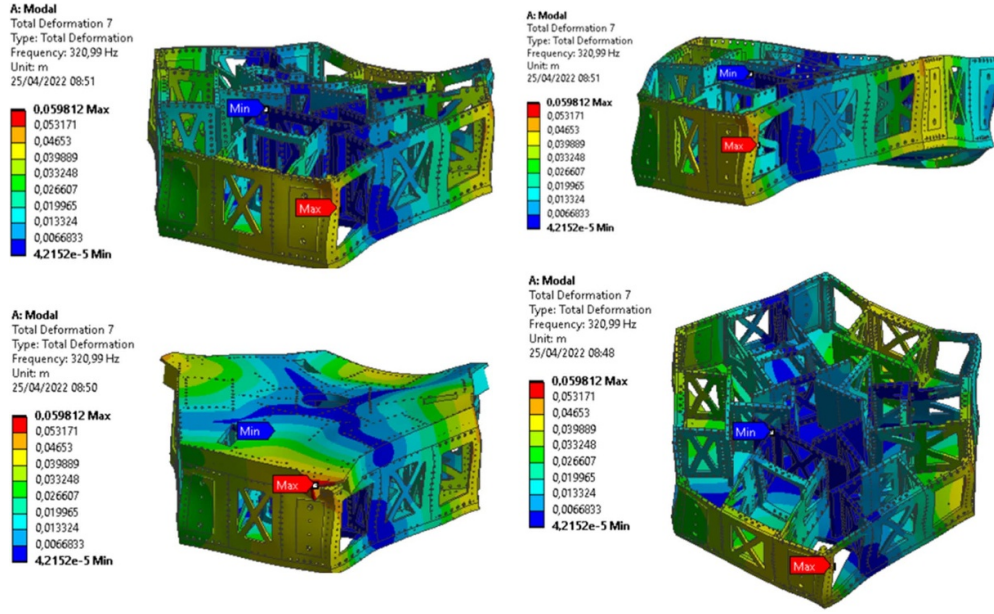 A: Modal
Total Deformation 7
Type: Total Deformation
Frequency: 320,99 Hz
Unit: m
25/04/2022 08:51
0,059812 Max
0,053171
0,04653
0,039889
0,033248
0,026607
0,019965
0,013324
0,0066833
4,2152e-5 Min
Min
Max
A: Modal
Total Deformation 7
Type: Total Deformation
Frequency: 320,99 Hz
Unit: m
25/04/2022 08:51
0,059812 Max
0,053171
0,04653
0,039889
0,033248
0,026607
0,019965
0,013324
0,0066833
4,2152e-5 Min
Min
Max
A: Modal
Total Deformation 7
Type: Total Deformation
Frequency: 320,99 Hz
Unit: m
25/04/2022 08:50
0,059812 Max
0,053171
0,04653
0,039889
0,033248
0,026607
0,019965
0,013324
0,0066833
4,2152e-5 Min
Min
Max
A: Modal
Total Deformation 7
Type: Total Deformation
Frequency: 320,99 Hz
Unit: m
25/04/2022 08:48
0,059812 Max
0,053171
0,04653
0,039889
0,033248
0,026607
0,019965
0,013324
0,0066833
4,2152e-5 Min
Min
Max